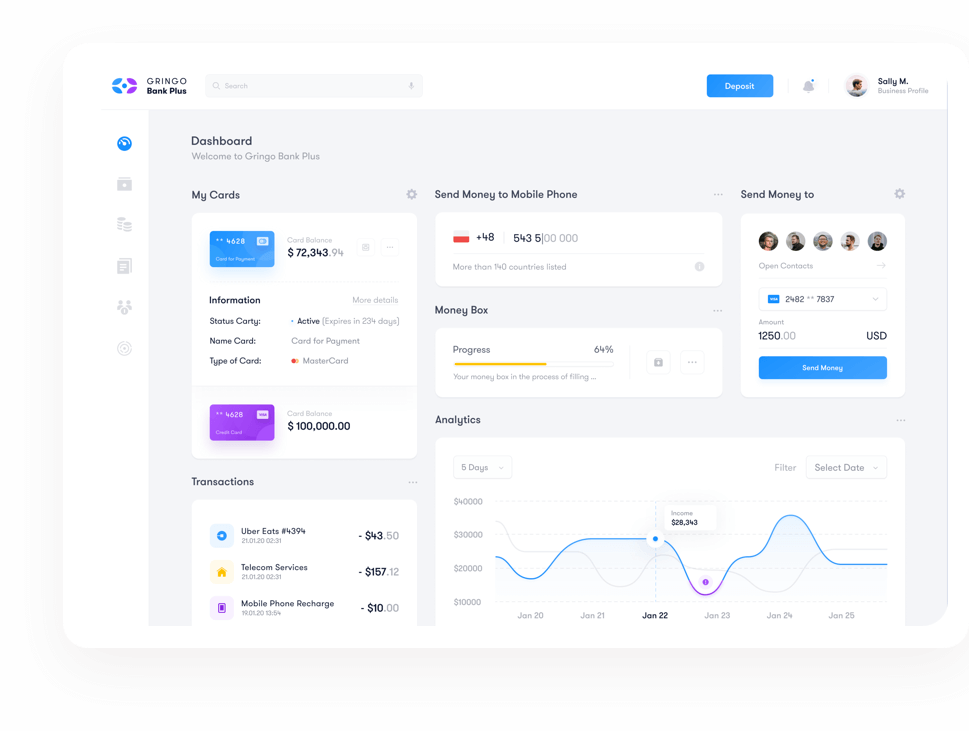 GRINGO
Bank Plus
Search
Deposit
Sally M.
Business Profile
Dashboard
Welcome to Gringo Bank Plus
My Cards
** 4628
Card for Payment
Card Balance
$ 72,343.94
Information
More details
Status Carty:
Active (Expires in 234 days)
Name Card:
Card for Payment
Type of Card:
MasterCard
** 4628
VISA
Credit Card
Card Balance
$ 100,000.00
Transactions
Uber Eats #4394
21.01.20 02:31
- $43.50
Telecom Services
21.01.20 02:31
- $157.12
Mobile Phone Recharge
19.01.20 13:54
- $10.00
Send Money to Mobile Phone
+48
543 5|00 000
More than 140 countries listed
Money Box
Progress
64%
Your money box in the process of filling ...
Send Money to
Open Contacts
VISA
2482 ** 7837
Amount
1250.00
USD
Send Money
Analytics
5 Days
Filter
Select Date
$40000
$30000
$20000
$10000
Income
$28,343
Jan 20
Jan 21
Jan 22
Jan 23
Jan 24
Jan 25